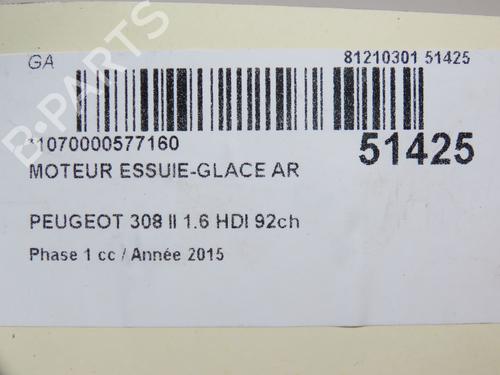 GA 81210301 51425
*1070000577160 51425
MOTEUR ESSUIE-GLACE AR
PEUGEOT 308 II 1.6 HDI 92ch
Phase 1 cc / Année 2015
B-PARTS